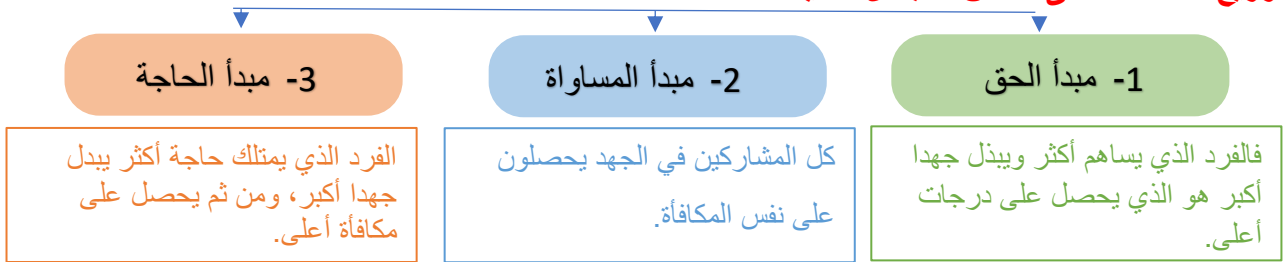 1- مبدأ الحق
2- مبدأ المساواة
3- مبدأ الحاجة
فالفرد الذي يساهم أكثر ويبذل جهدا
أكبر هو الذي يحصل على درجات
أعلى.
كل المشاركين في الجهد يحصلون
على نفس المكافأة.
الفرد الذي يمتلك حاجة أكثر يبدل
جهدا أكبر، ومن ثم يحصل على
مكافأة أعلى.